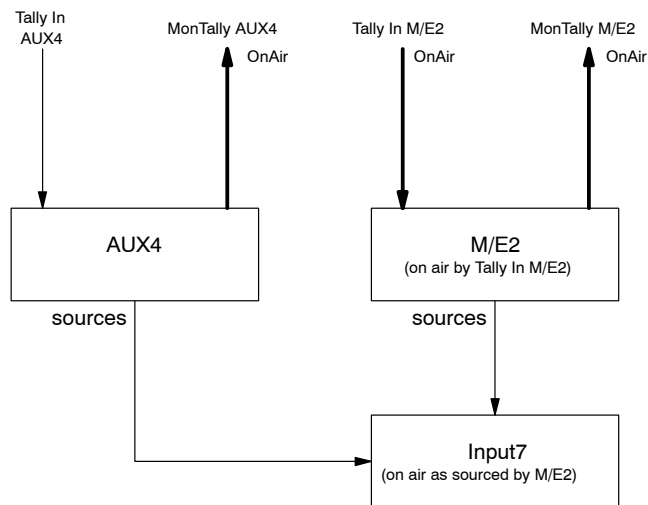 Tally In
AUX4
MonTally AUX4
OnAir
Tally In M/E2
OnAir
MonTally M/E2
OnAir
AUX4
M/E2
(on air by Tally In M/E2)
sources
sources
Input7
(on air as sourced by M/E2)